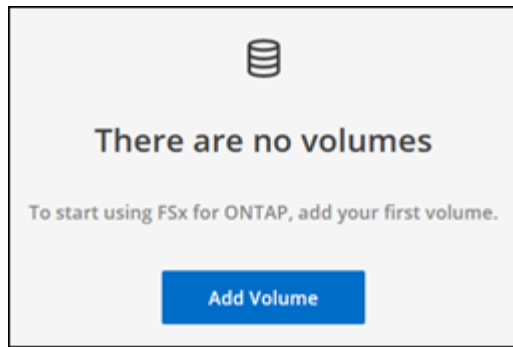 There are no volumes
To start using FSx for ONTAP, add your first volume.
Add Volume